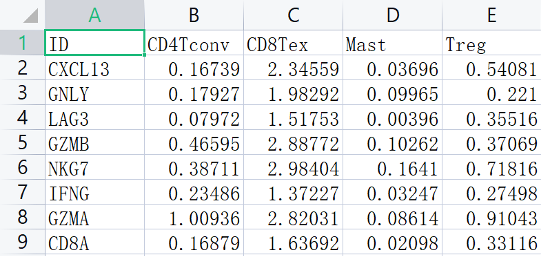 A B C D E
1 ID CD4Tconv CD8Tex Mast Treg
2 CXCL13 0.16739 2.34559 0.03696 0.54081
3 GNLY 0.17927 1.98292 0.09965 0.221
4 LAG3 0.07972 1.51753 0.00396 0.35516
5 GZMB 0.46595 2.88772 0.10262 0.37069
6 NKG7 0.38711 2.98404 0.1641 0.71816
7 IFNG 0.23486 1.37227 0.03247 0.27498
8 GZMA 1.00936 2.82031 0.08614 0.91043
9 CD8A 0.16879 1.63692 0.02098 0.33116